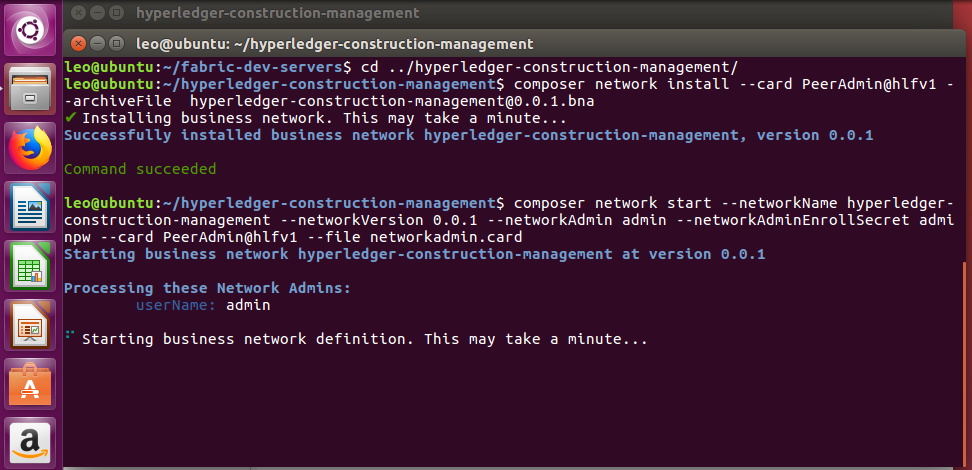 hyperledger-construction-management
leo@ubuntu: ~/hyperledger-construction-management
leo@ubuntu:~/fabric-dev-servers$ cd ../hyperledger-construction-management/
leo@ubuntu:~/hyperledger-construction-management$ composer network install --card PeerAdmin@hlfv1 -
-archiveFile  hyperledger-construction-management@0.0.1.bna
✔ Installing business network. This may take a minute...
Successfully installed business network hyperledger-construction-management, version 0.0.1
Command succeeded
leo@ubuntu:~/hyperledger-construction-management$ composer network start --networkName hyperledger-
construction-management --networkVersion 0.0.1 --networkAdmin admin --networkAdminEnrollSecret admi
npw --card PeerAdmin@hlfv1 --file networkadmin.card
Starting business network hyperledger-construction-management at version 0.0.1
Processing these Network Admins:
userName: admin
Starting business network definition. This may take a minute...